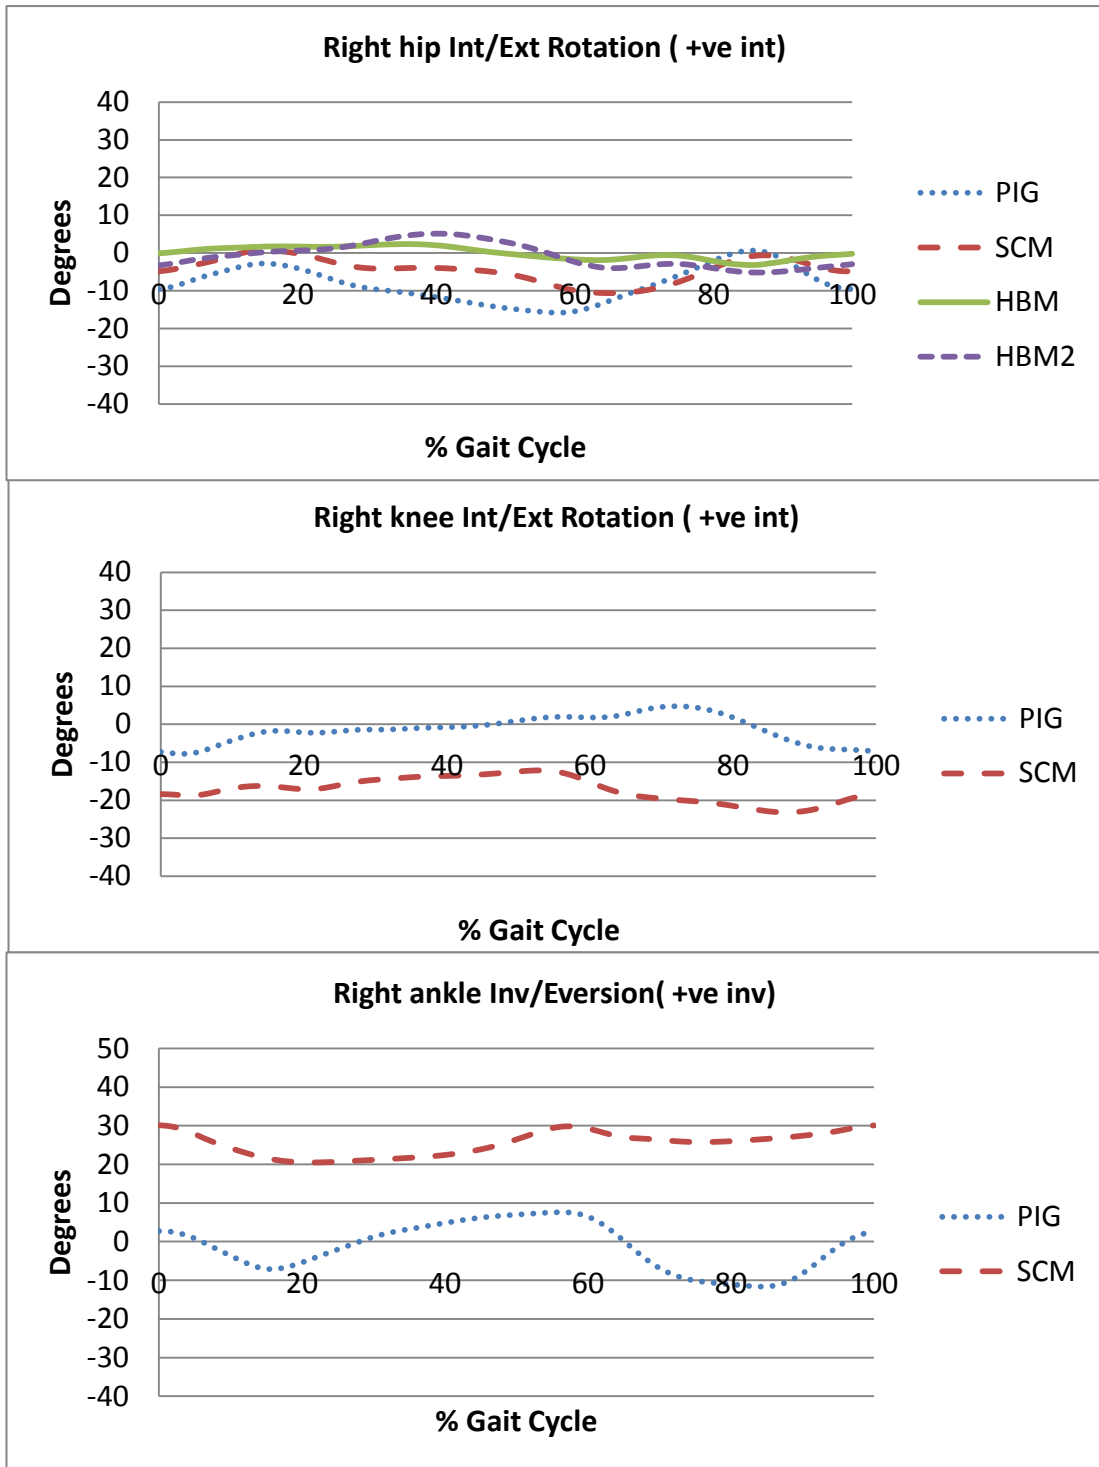 Right hip Int/Ext Rotation ( +ve int)
40
30
20
10
0
-10
-20
-30
-40
Degrees
0 20 40 60 80 100
% Gait Cycle
PIG
SCM
HBM
HBM2
Right knee Int/Ext Rotation ( +ve int)
40
30
20
10
0
-10
-20
-30
-40
Degrees
0 20 40 60 80 100
% Gait Cycle
PIG
SCM
Right ankle Inv/Eversion( +ve inv)
50
40
30
20
10
0
-10
-20
-30
-40
Degrees
0 20 40 60 80 100
% Gait Cycle
PIG
SCM